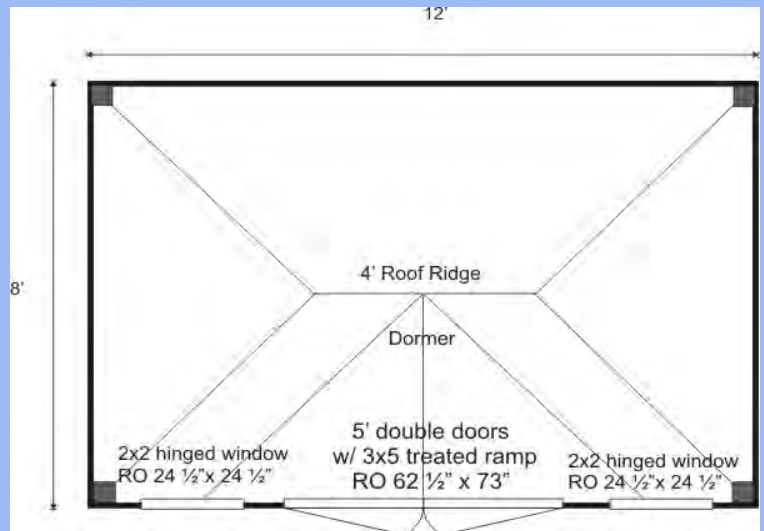 12’
8’
4’ Roof Ridge
Dormer
2x2 hinged window
RO 24 ½”x 24 ½”
5’ double doors
w/ 3x5 treated ramp
RO 62 ½” x 73”
2x2 hinged window
RO 24 ½”x 24 ½”